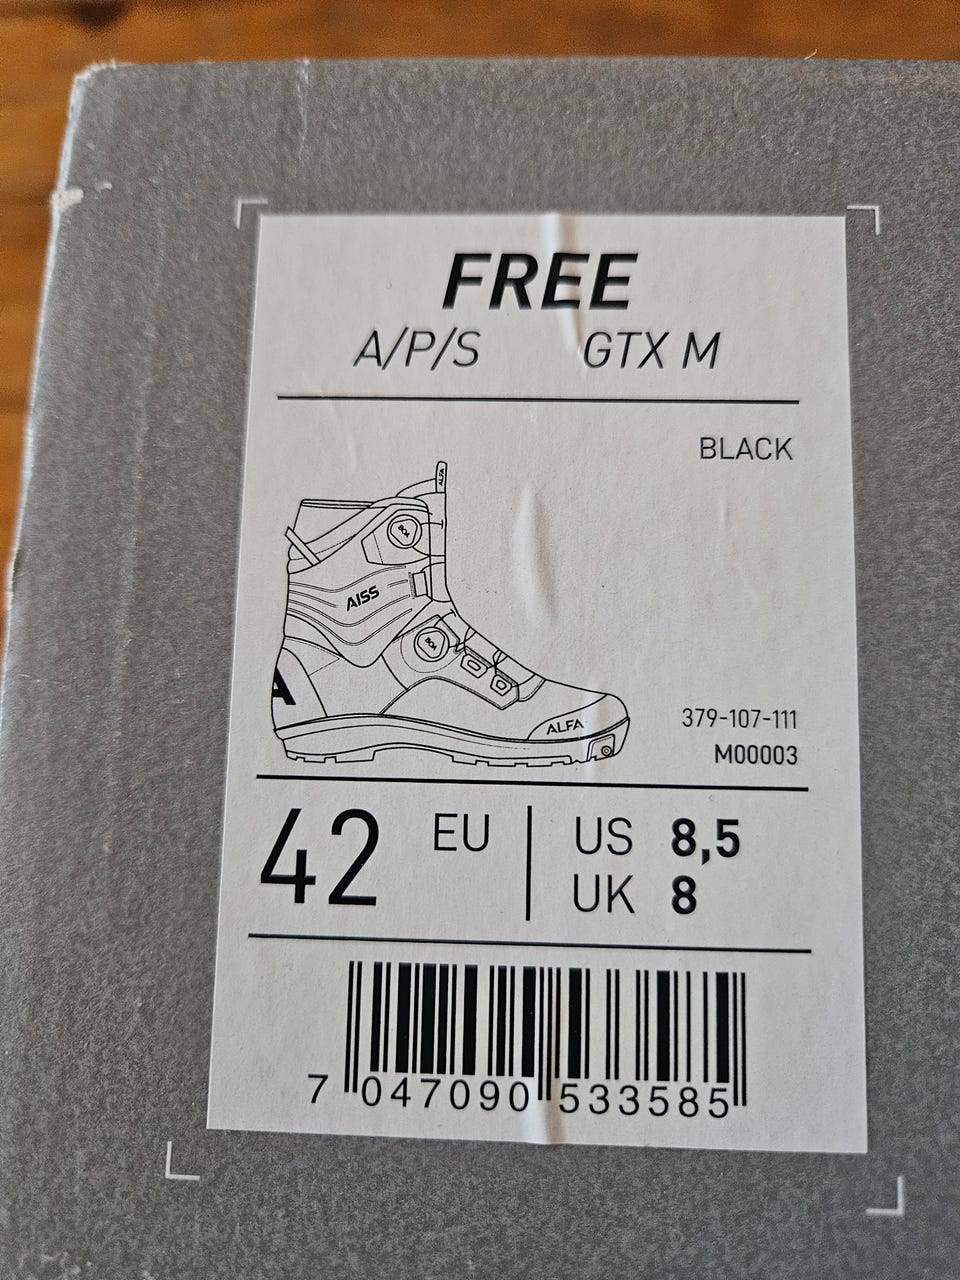 FREE
A/P/S GTX M
BLACK
ALFA
BOA
AISS
BOA
A
ALFA
379-107-111
M00003
42 EU
US 8,5
UK 8
7 047090 533585